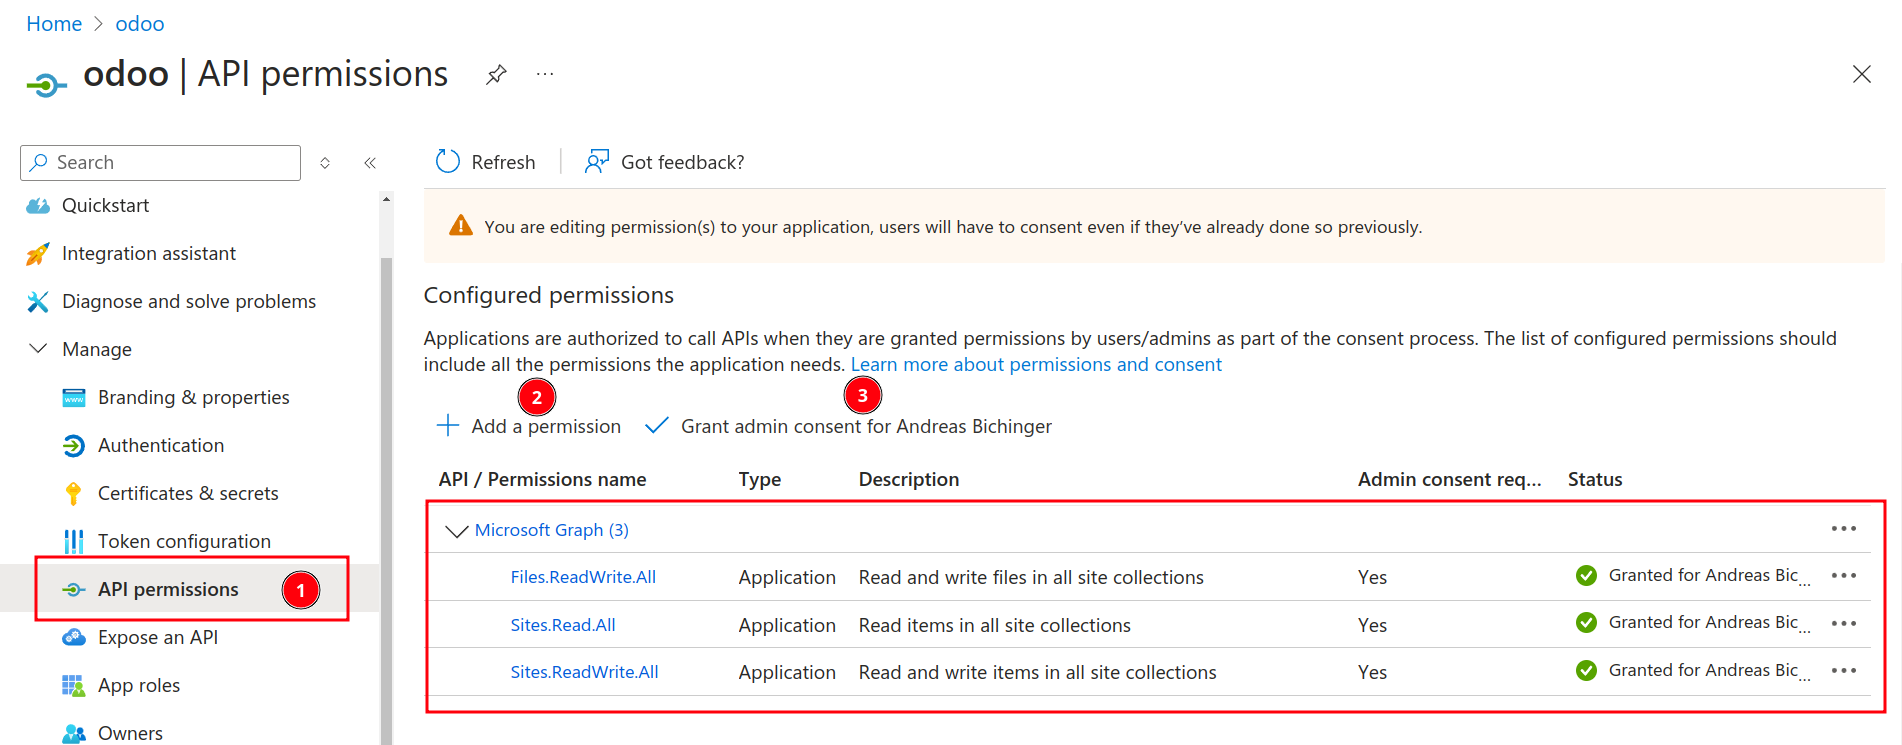 Home > odoo
odoo | API permissions ...
Search
Refresh
Got feedback?
Quickstart
Integration assistant
Diagnose and solve problems
Manage
Branding & properties
Authentication
Certificates & secrets
Token configuration
API permissions 1
Expose an API
App roles
Owners
You are editing permission(s) to your application, users will have to consent even if they’ve already done so previously.
Configured permissions
Applications are authorized to call APIs when they are granted permissions by users/admins as part of the consent process. The list of configured permissions should
include all the permissions the application needs. Learn more about permissions and consent
2 3
Add a permission Grant admin consent for Andreas Bichinger
API / Permissions name Type Description Admin consent req... Status
Microsoft Graph (3) ...
Files.ReadWrite.All Application Read and write files in all site collections Yes Granted for Andreas Bic... ...
Sites.Read.All Application Read items in all site collections Yes Granted for Andreas Bic... ...
Sites.ReadWrite.All Application Read and write items in all site collections Yes Granted for Andreas Bic... ...